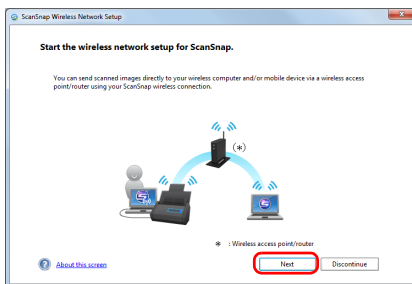 ScanSnap Wireless Network Setup
Start the wireless network setup for ScanSnap.
You can send scanned images directly to your wireless computer and/or mobile device via a wireless access
point/router using your ScanSnap wireless connection.
(*)
* : Wireless access point/router
? About this screen
Next
Discontinue